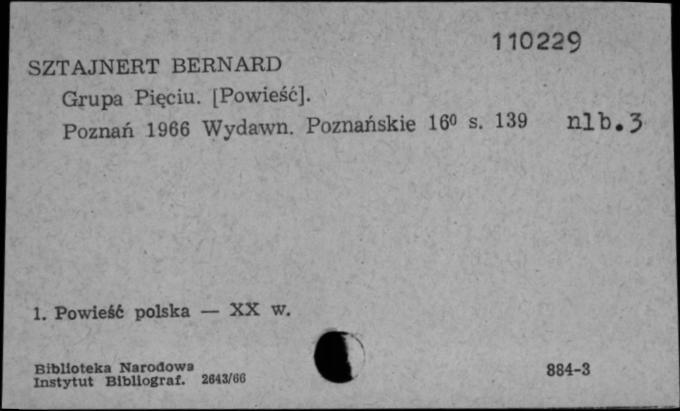 110229
SZTAJNERT BERNARD
Grupa Pięciu. [Powieść].
Poznań 1966 Wydawn. Poznańskie 16⁰ s. 139 nlb.3
1. Powieść polska — XX w.
Biblioteka Narodowa
Instytut Bibliograf. 2643/66
884-3